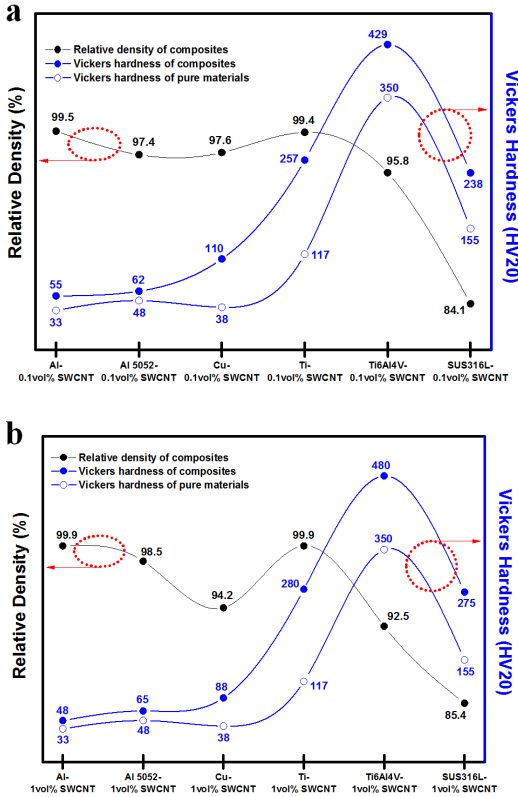 a
Relative density of composites
Vickers hardness of composites
Vickers hardness of pure materials
429
350
99.5
97.4
97.6
99.4
257
95.8
238
155
110
117
55
62
33
48
38
84.1
Relative Density (%)
Vickers Hardness (HV20)
Al- Al 5052- Cu- Ti- Ti6Al4V- SUS316L-
0.1vol% SWCNT 0.1vol% SWCNT 0.1vol% SWCNT 0.1vol% SWCNT 0.1vol% SWCNT 0.1vol% SWCNT
b
Relative density of composites
Vickers hardness of composites
Vickers hardness of pure materials
480
350
99.9
98.5
94.2
99.9
280
92.5
275
155
88
117
48
65
33
48
38
85.4
Relative Density (%)
Vickers Hardness (HV20)
Al- Al 5052- Cu- Ti- Ti6Al4V- SUS316L-
1vol% SWCNT 1vol% SWCNT 1vol% SWCNT 1vol% SWCNT 1vol% SWCNT 1vol% SWCNT